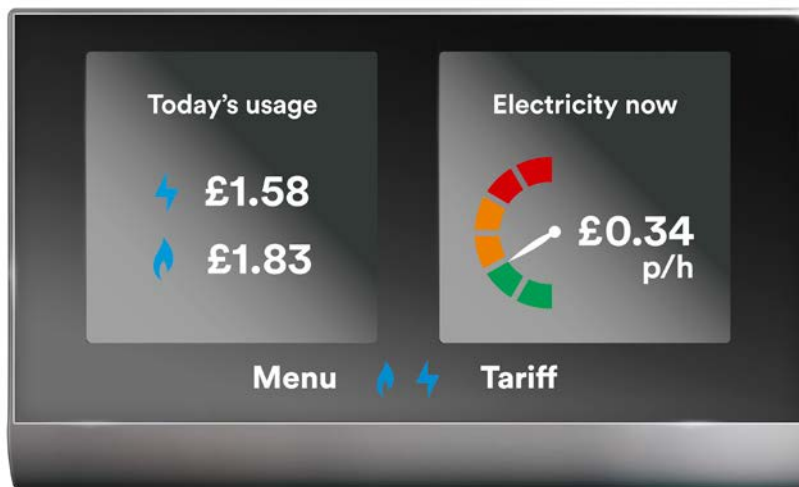 Today's usage
£1.58
£1.83
Electricity now
£0.34
p/h
Menu
Tariff